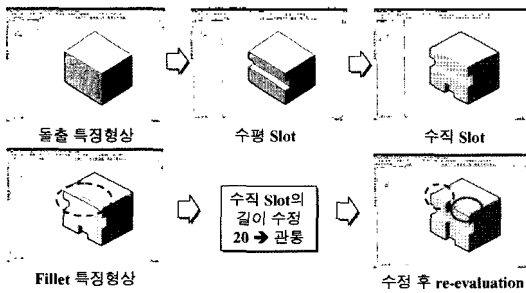 돌출 특징형상
수평 Slot
수직 Slot
수직 Slot의
길이 수정
20 → 관통
Fillet 특징형상
수정 후 re-evaluation